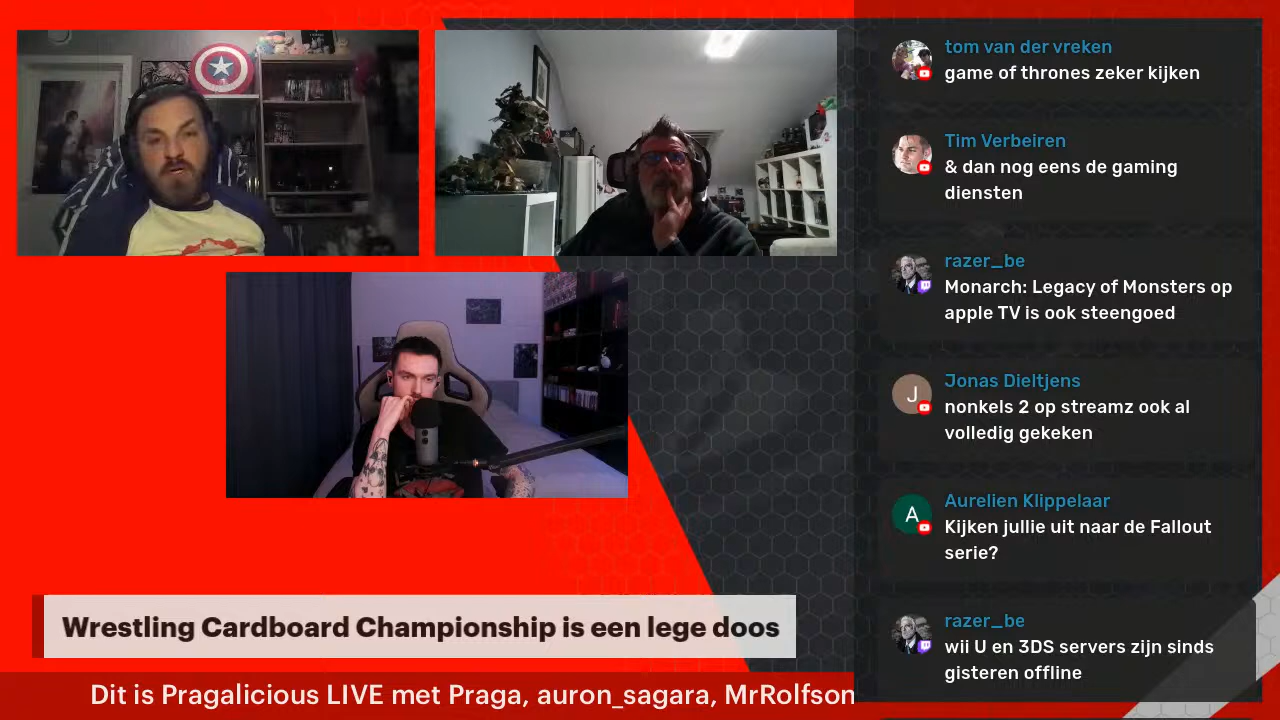 tom van der vreken
game of thrones zeker kijken
Tim Verbeiren
& dan nog eens de gaming
diensten
razer_be
Monarch: Legacy of Monsters op
apple TV is ook steengoed
J
Jonas Dieltjens
nonkels 2 op streamz ook al
volledig gekeken
A
Aurelien Klippelaar
Kijken jullie uit naar de Fallout
serie?
razer_be
wii U en 3DS servers zijn sinds
gisteren offline
Wrestling Cardboard Championship is een lege doos
Dit is Pragalicious LIVE met Praga, auron_sagara, MrRolfson